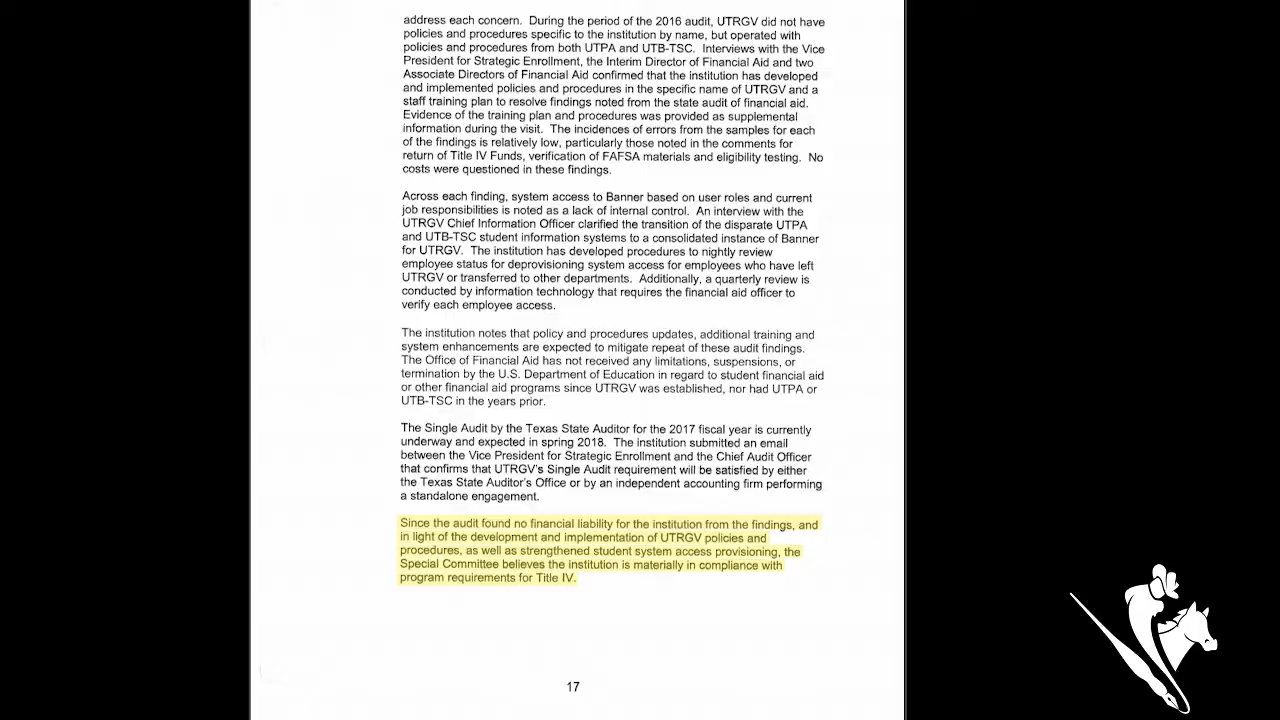 address each concern. During the period of the 2016 audit, UTRGV did not have
policies and procedures specific to the institution by name, but operated with
policies and procedures from both UTPA and UTB-TSC. Interviews with the Vice
President for Strategic Enrollment, the Interim Director of Financial Aid and two
Associate Directors of Financial Aid confirmed that the institution has developed
and implemented policies and procedures in the specific name of UTRGV and a
staff training plan to resolve findings noted from the state audit of financial aid.
Evidence of the training plan and procedures was provided as supplemental
information during the visit. The incidences of errors from the samples for each
of the findings is relatively low, particularly those noted in the comments for
return of Title IV Funds, verification of FAFSA materials and eligibility testing. No
costs were questioned in these findings.
Across each finding, system access to Banner based on user roles and current
job responsibilities is noted as a lack of internal control. An interview with the
UTRGV Chief Information Officer clarified the transition of the disparate UTPA
and UTB-TSC student information systems to a consolidated instance of Banner
for UTRGV. The institution has developed procedures to nightly review
employee status for deprovisioning system access for employees who have left
UTRGV or transferred to other departments. Additionally, a quarterly review is
conducted by information technology that requires the financial aid officer to
verify each employee access.
The institution notes that policy and procedures updates, additional training and
system enhancements are expected to mitigate repeat of these audit findings.
The Office of Financial Aid has not received any limitations, suspensions, or
termination by the U.S. Department of Education in regard to student financial aid
or other financial aid programs since UTRGV was established, nor had UTPA or
UTB-TSC in the years prior.
The Single Audit by the Texas State Auditor for the 2017 fiscal year is currently
underway and expected in spring 2018. The institution submitted an email
between the Vice President for Strategic Enrollment and the Chief Audit Officer
that confirms that UTRGV's Single Audit requirement will be satisfied by either
the Texas State Auditor's Office or by an independent accounting firm performing
a standalone engagement.
Since the audit found no financial liability for the institution from the findings, and
in light of the development and implementation of UTRGV policies and
procedures, as well as strengthened student system access provisioning, the
Special Committee believes the institution is materially in compliance with
program requirements for Title IV.
17